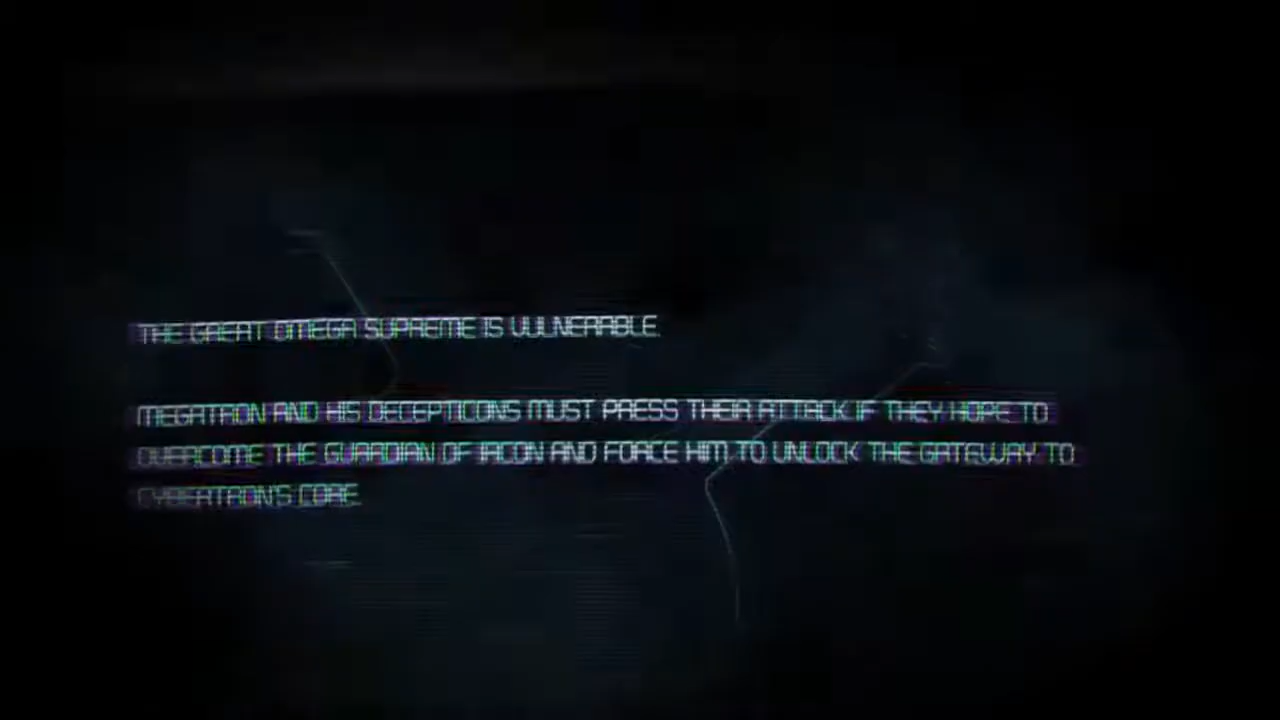 THE GREAT OMEGA SUPREME IS VULNERABLE.
MEGATRON AND HIS DECEPTICONS MUST PRESS THEIR ATTACK IF THEY HOPE TO
OVERCOME THE GUARDIAN OF IACON AND FORCE HIM TO UNLOCK THE GATEWAY TO
CYBERTRON'S CORE.